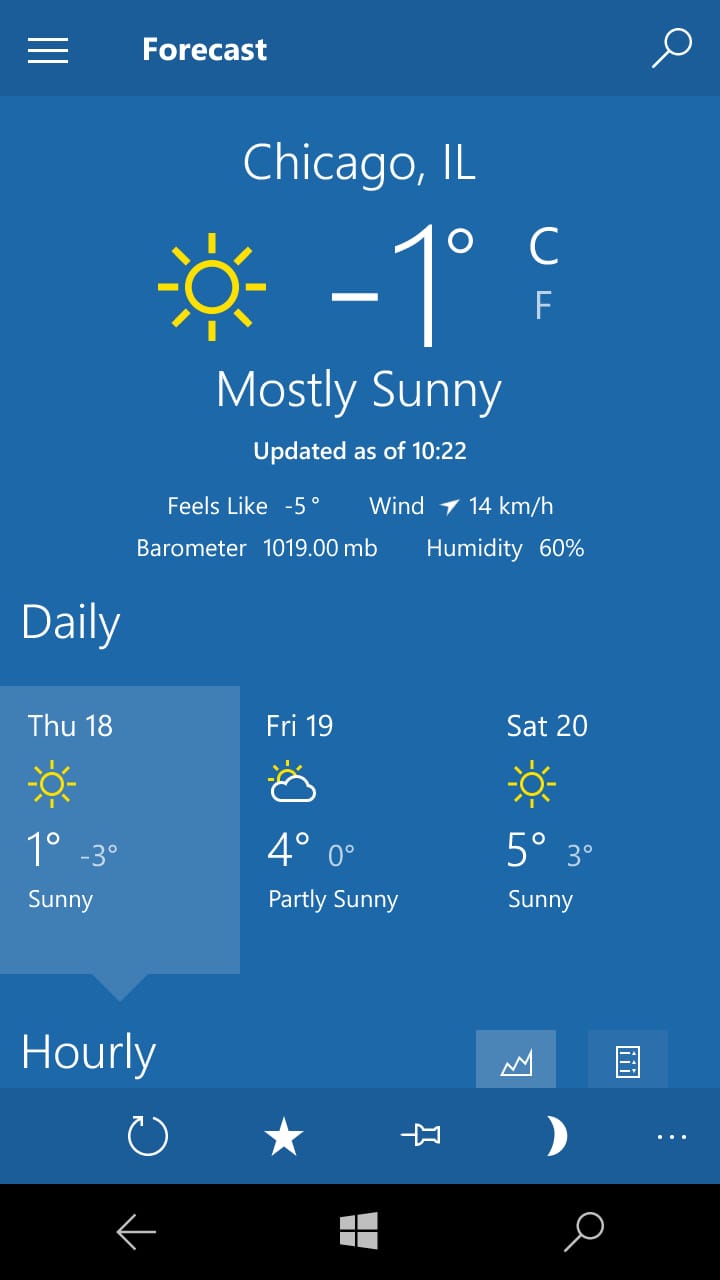 Forecast
Chicago, IL
-1° C
F
Mostly Sunny
Updated as of 10:22
Feels Like -5° Wind 14 km/h
Barometer 1019.00 mb Humidity 60%
Daily
Thu 18 Fri 19 Sat 20
1° -3° 4° 0° 5° 3°
Sunny Partly Sunny Sunny
Hourly
...